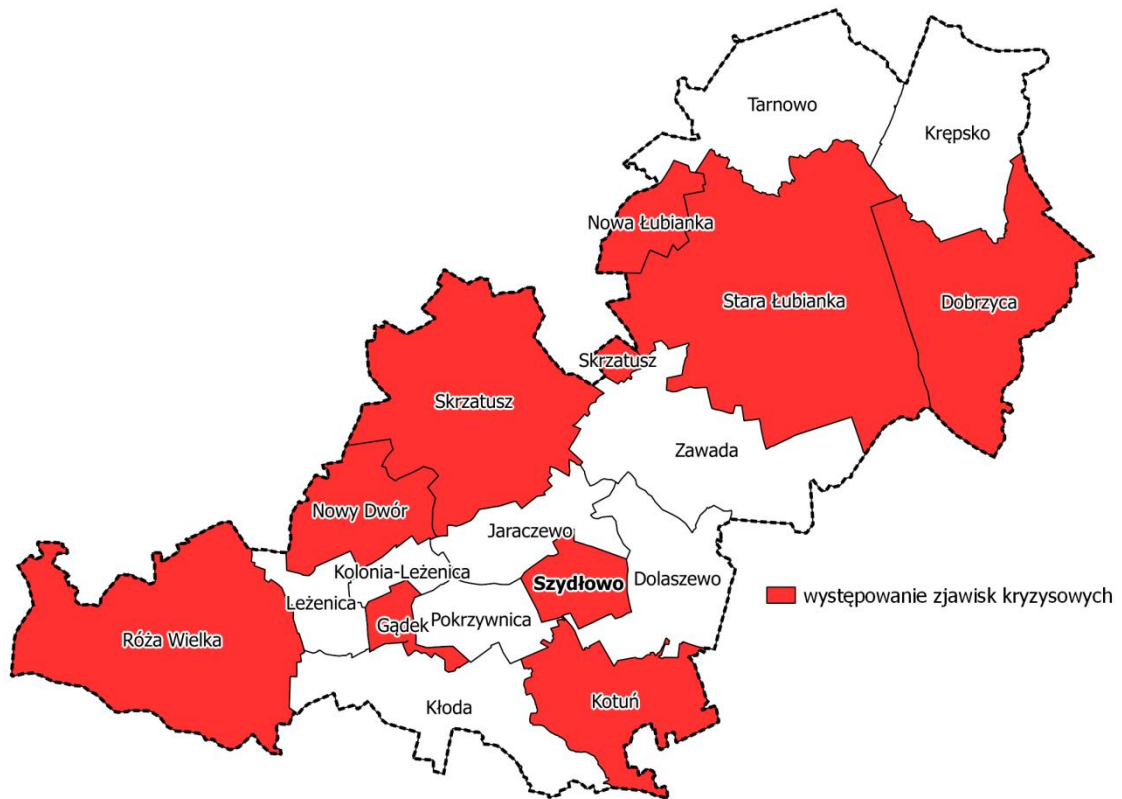 Tarnowo
Krępsko
Nowa Łubianka
Stara Łubianka
Dobrzyca
Skrzatusz
Skrzatusz
Zawada
Nowy Dwór
Jaraczewo
Kolonia-Leżenica
Szydłowo
Dolaszewo
Leżenica
Gądek
Pokrzywnica
Róża Wielka
Kłoda
Kotuń
występowanie zjawisk kryzysowych